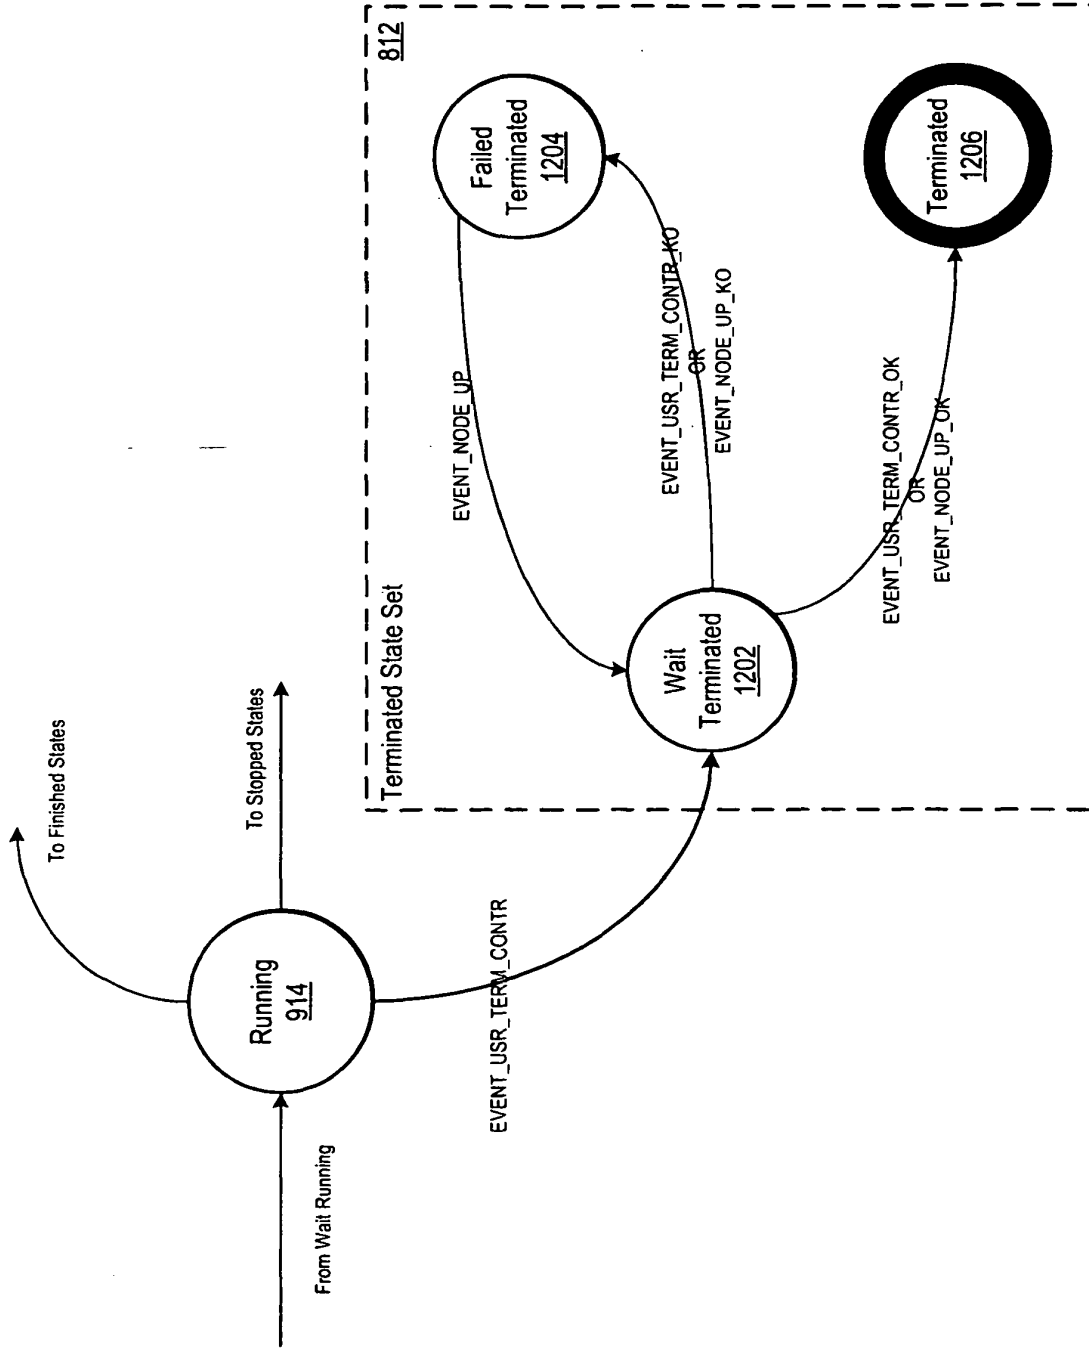 To Finished States
To Stopped States
Running
914
From Wait Running
EVENT_USR_TERM_CONTR
Terminated State Set
812
Wait
Terminated
1202
EVENT_NODE_UP
Failed
Terminated
1204
EVENT_USR_TERM_CONTR_KO
OR
EVENT_NODE_UP_KO
EVENT_USR_TERM_CONTR_OK
OR
EVENT_NODE_UP_OK
Terminated
1206